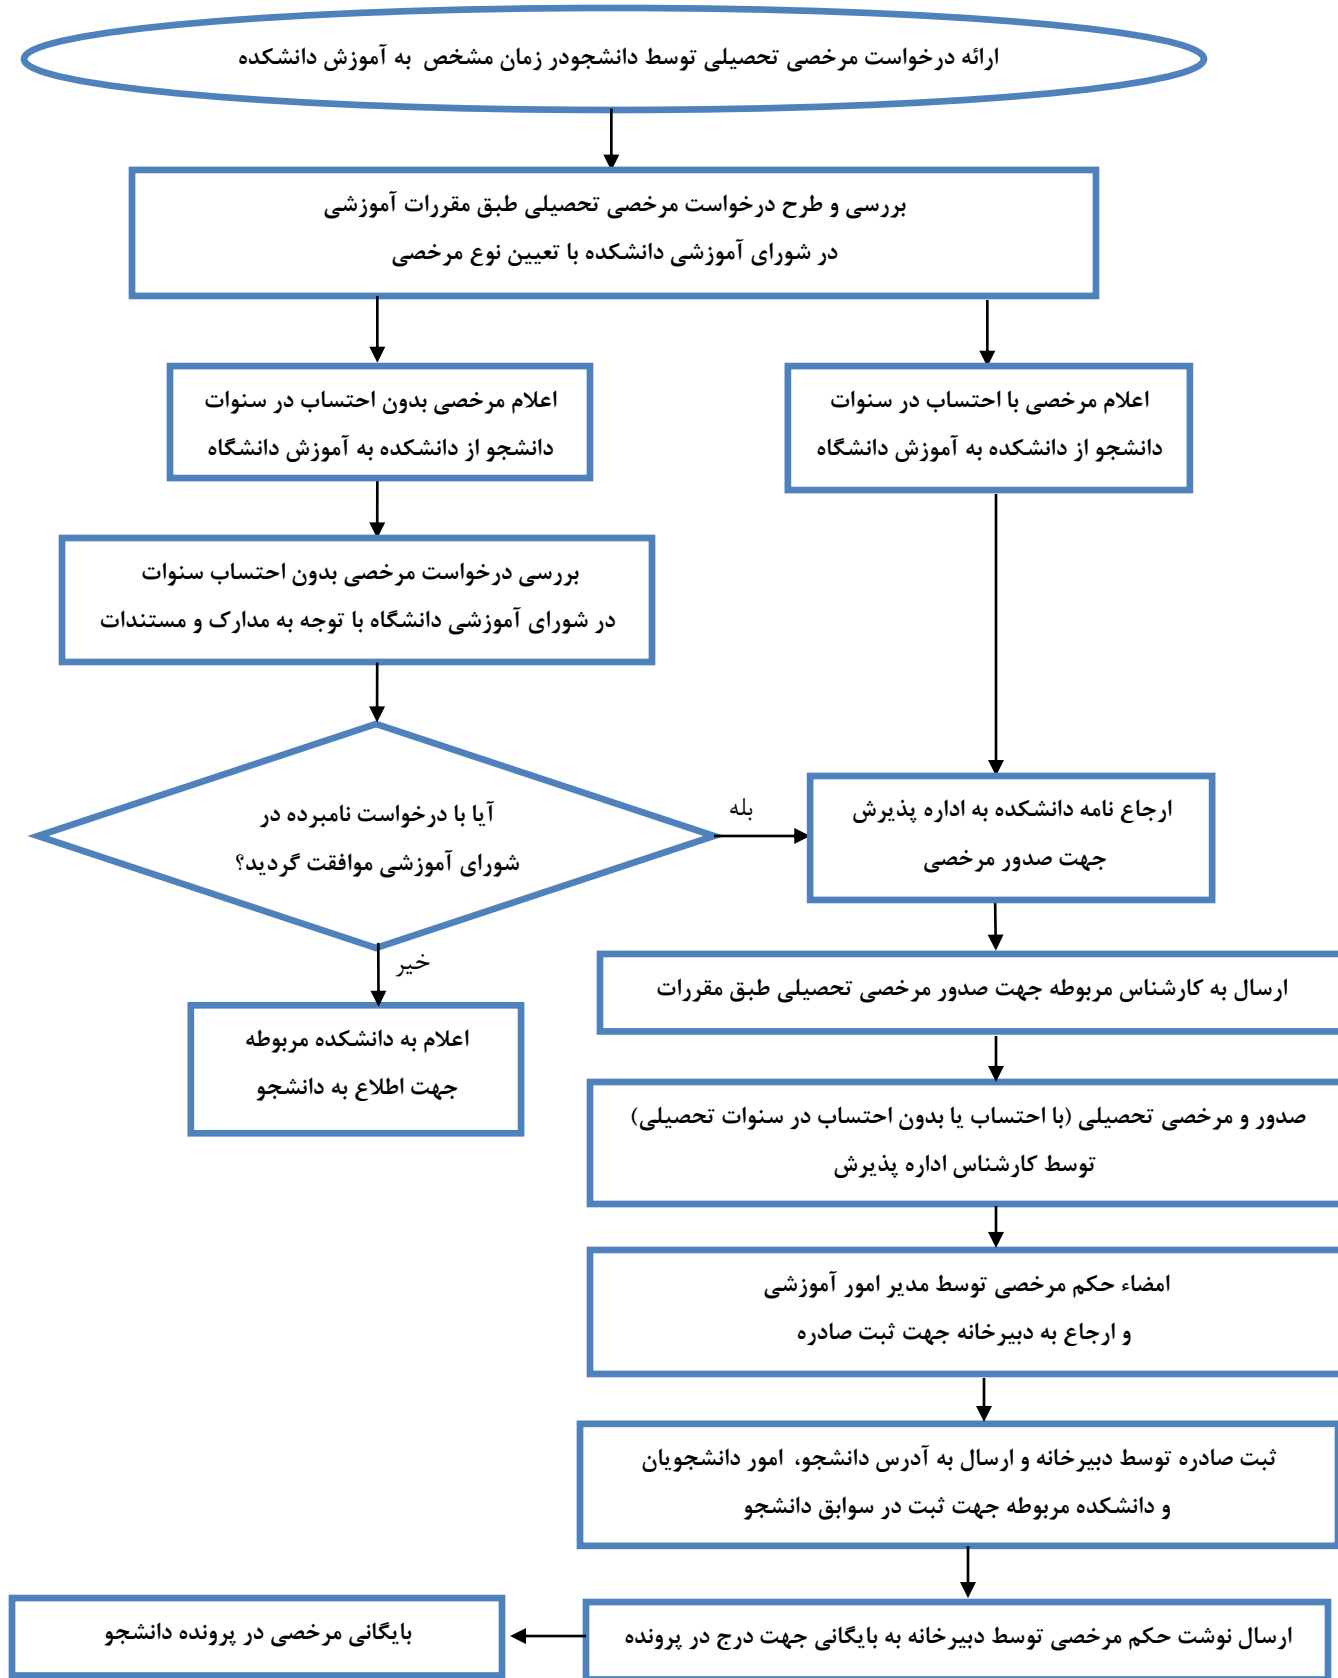 ارائه درخواست مرخصی تحصیلی توسط دانشجودر زمان مشخص به آموزش دانشکده
بررسی و طرح درخواست مرخصی تحصیلی طبق مقررات آموزشی
در شورای آموزشی دانشکده با تعیین نوع مرخصی
اعلام مرخصی با احتساب در سنوات
دانشجو از دانشکده به آموزش دانشگاه
اعلام مرخصی بدون احتساب در سنوات
دانشجو از دانشکده به آموزش دانشگاه
بررسی درخواست مرخصی بدون احتساب سنوات
در شورای آموزشی دانشگاه با توجه به مدارک و مستندات
آیا با درخواست نامبرده در
شورای آموزشی موافقت گردید؟
بله
خیر
اعلام به دانشکده مربوطه
جهت اطلاع به دانشجو
ارجاع نامه دانشکده به اداره پذیرش
جهت صدور مرخصی
ارسال به کارشناس مربوطه جهت صدور مرخصی تحصیلی طبق مقررات
صدور و مرخصی تحصیلی (با احتساب یا بدون احتساب در سنوات تحصیلی)
توسط کارشناس اداره پذیرش
امضاء حکم مرخصی توسط مدیر امور آموزشی
و ارجاع به دبیرخانه جهت ثبت صادره
ثبت صادره توسط دبیرخانه و ارسال به آدرس دانشجو، امور دانشجویان
و دانشکده مربوطه جهت ثبت در سوابق دانشجو
ارسال نوشت حکم مرخصی توسط دبیرخانه به بایگانی جهت درج در پرونده
بایگانی مرخصی در پرونده دانشجو